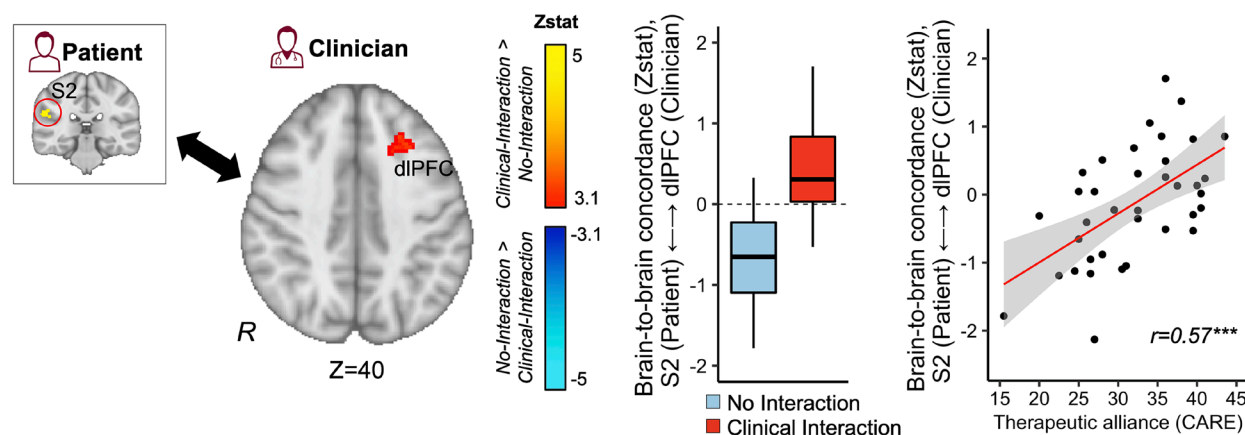 Patient
S2
Clinician
dlPFC
R
Z=40
Zstat
5
3.1
-3.1
-5
Clinical-Interaction >
No-Interaction
No-Interaction >
Clinical-Interaction
Brain-to-brain concordance (Zstat),
S2 (Patient) ←--→ dlPFC (Clinician)
2
1
0
-1
-2
No Interaction
Clinical Interaction
Brain-to-brain concordance (Zstat),
S2 (Patient) ←--→ dlPFC (Clinician)
2
1
0
-1
-2
r=0.57***
15 20 25 30 35 40 45
Therapeutic alliance (CARE)